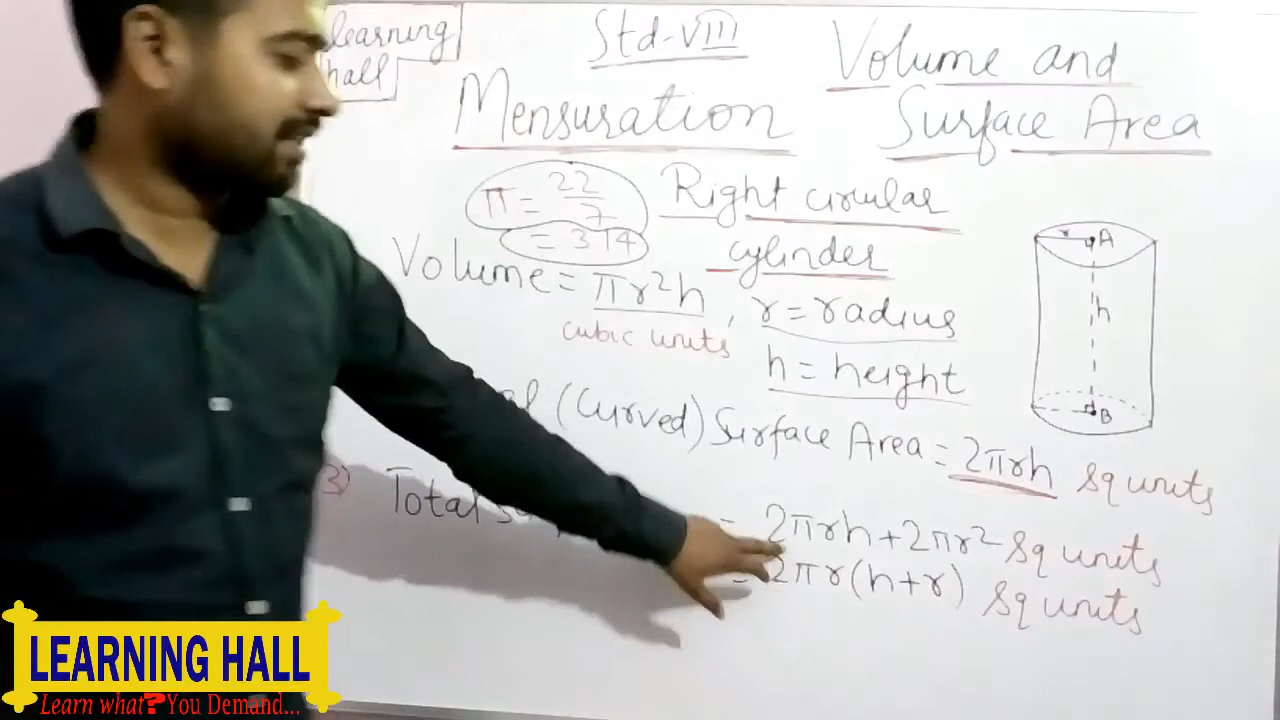 learning
hall
Std-VIII
Mensuration
Volume and
Surface Area
π = 22/7
= 3.14
Right circular
cylinder
Volume = πr²h, r = radius
cubic units
h = height
(Curved) Surface Area = 2πrh sq units
3) Total = 2πrh + 2πr² sq units
= 2πr(h+r) sq units
r A
h
B
LEARNING HALL
Learn what? You Demand...